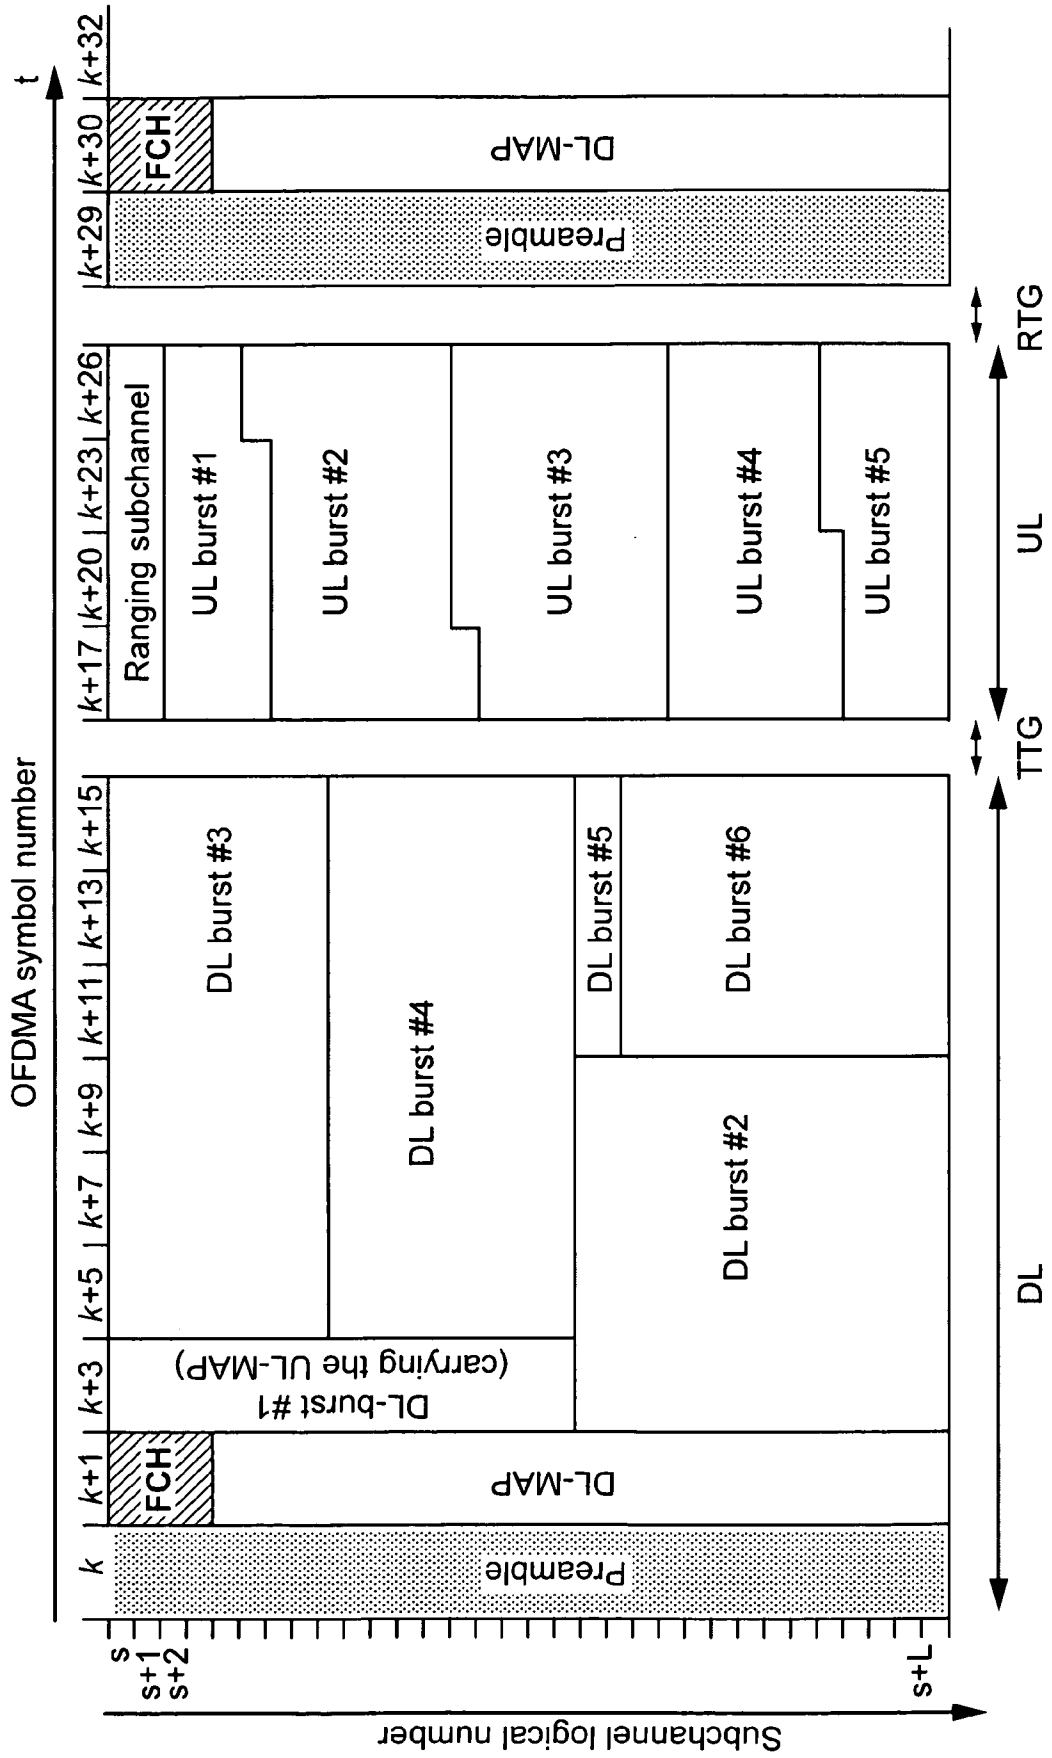 OFDMA symbol number
t
k
k+1
k+3
k+5
k+7
k+9
k+11
k+13
k+15
k+17
k+20
k+23
k+26
k+29
k+30
k+32
Subchannel logical number
s
s+1
s+2
s+L
Preamble
FCH
DL-MAP
DL-burst #1
(carrying the UL-MAP)
DL burst #3
DL burst #4
DL burst #2
DL burst #5
DL burst #6
Ranging subchannel
UL burst #1
UL burst #2
UL burst #3
UL burst #4
UL burst #5
Preamble
FCH
DL-MAP
DL
TTG
UL
RTG